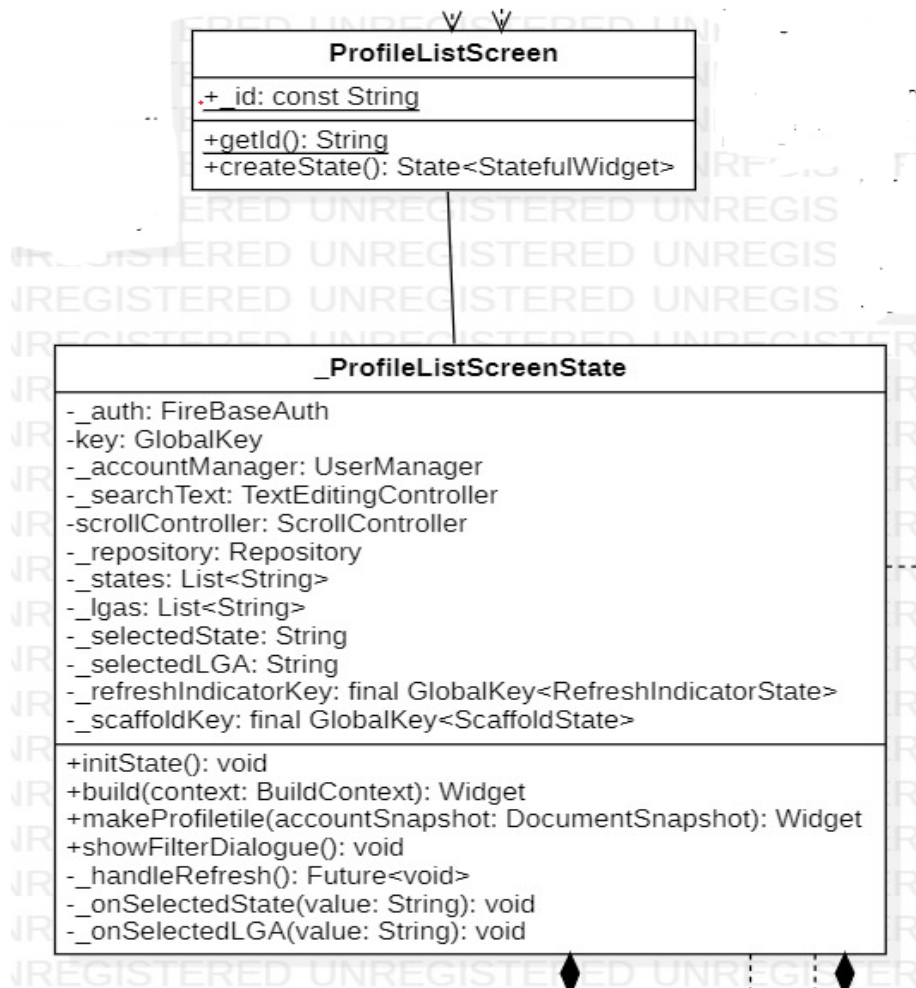 ProfileListScreen
+_id: const String
+getId(): String
+createState(): State<StatefulWidget>
UNREGISTERED UNREGIS
_ProfileListScreenState
-_auth: FireBaseAuth
-key: GlobalKey
-_accountManager: UserManager
-_searchText: TextEditingController
-scrollController: ScrollController
-_repository: Repository
-_states: List<String>
-_lgas: List<String>
-_selectedState: String
-_selectedLGA: String
-_refreshIndicatorKey: final GlobalKey<RefreshIndicatorState>
-_scaffoldKey: final GlobalKey<ScaffoldState>
+initState(): void
+build(context: BuildContext): Widget
+makeProfiletile(accountSnapshot: DocumentSnapshot): Widget
+showFilterDialogue(): void
-_handleRefresh(): Future<void>
-_onSelectedState(value: String): void
-_onSelectedLGA(value: String): void